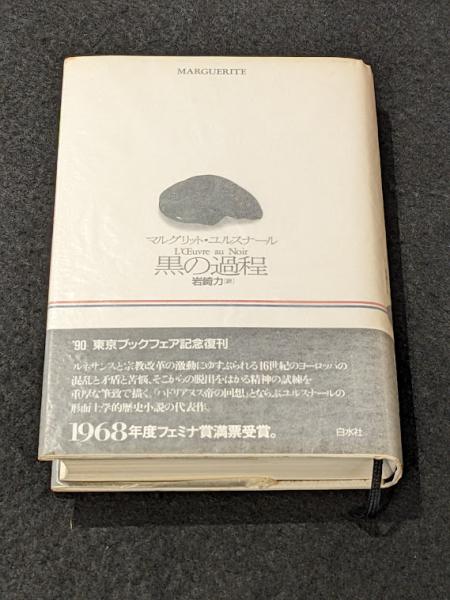 MARGUERITE
マルグリット・ユルスナール
L'Œuvre au Noir
黒の過程
岩崎力（訳）
'90 東京ブックフェア記念復刊
ルネサンスと宗教改革の激動にゆすぶられる16世紀のヨーロッパの
混乱と矛盾と苦悩、そこからの脱出をはかる精神の試練を
重厚な筆致で描く、『ハドリアヌス帝の回想』とならぶユルスナールの
形而上学的歴史小説の代表作。
1968年度フェミナ賞満票受賞。
白水社